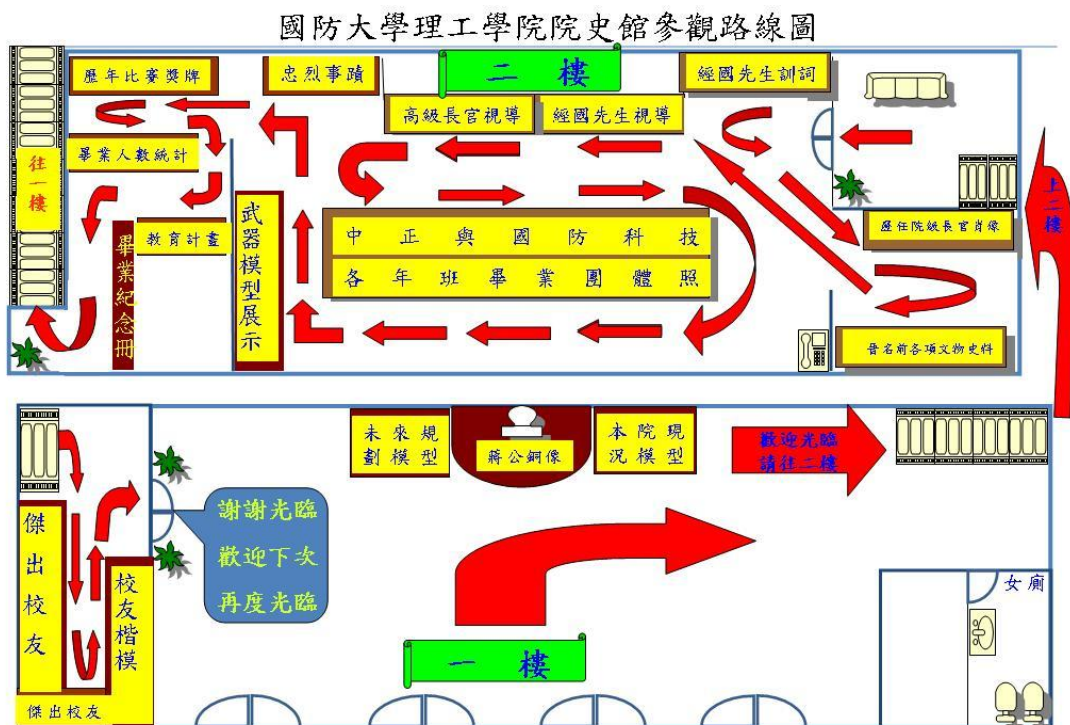 國防大學理工學院院史館參觀路線圖
二 樓
歷年比賽獎牌
忠烈事蹟
經國先生訓詞
高級長官視導
經國先生視導
畢業人數統計
往一樓
上二樓
教育計畫
畢業紀念冊
武器模型展示
中正與國防科技
各年班畢業團體照
歷任院級長官肖像
晉名前各項文物史料
未來規
劃模型
蔣公銅像
本院現
況模型
歡迎光臨
請往二樓
謝謝光臨
歡迎下次
再度光臨
傑出校友
校友楷模
傑出校友
一 樓
女廁